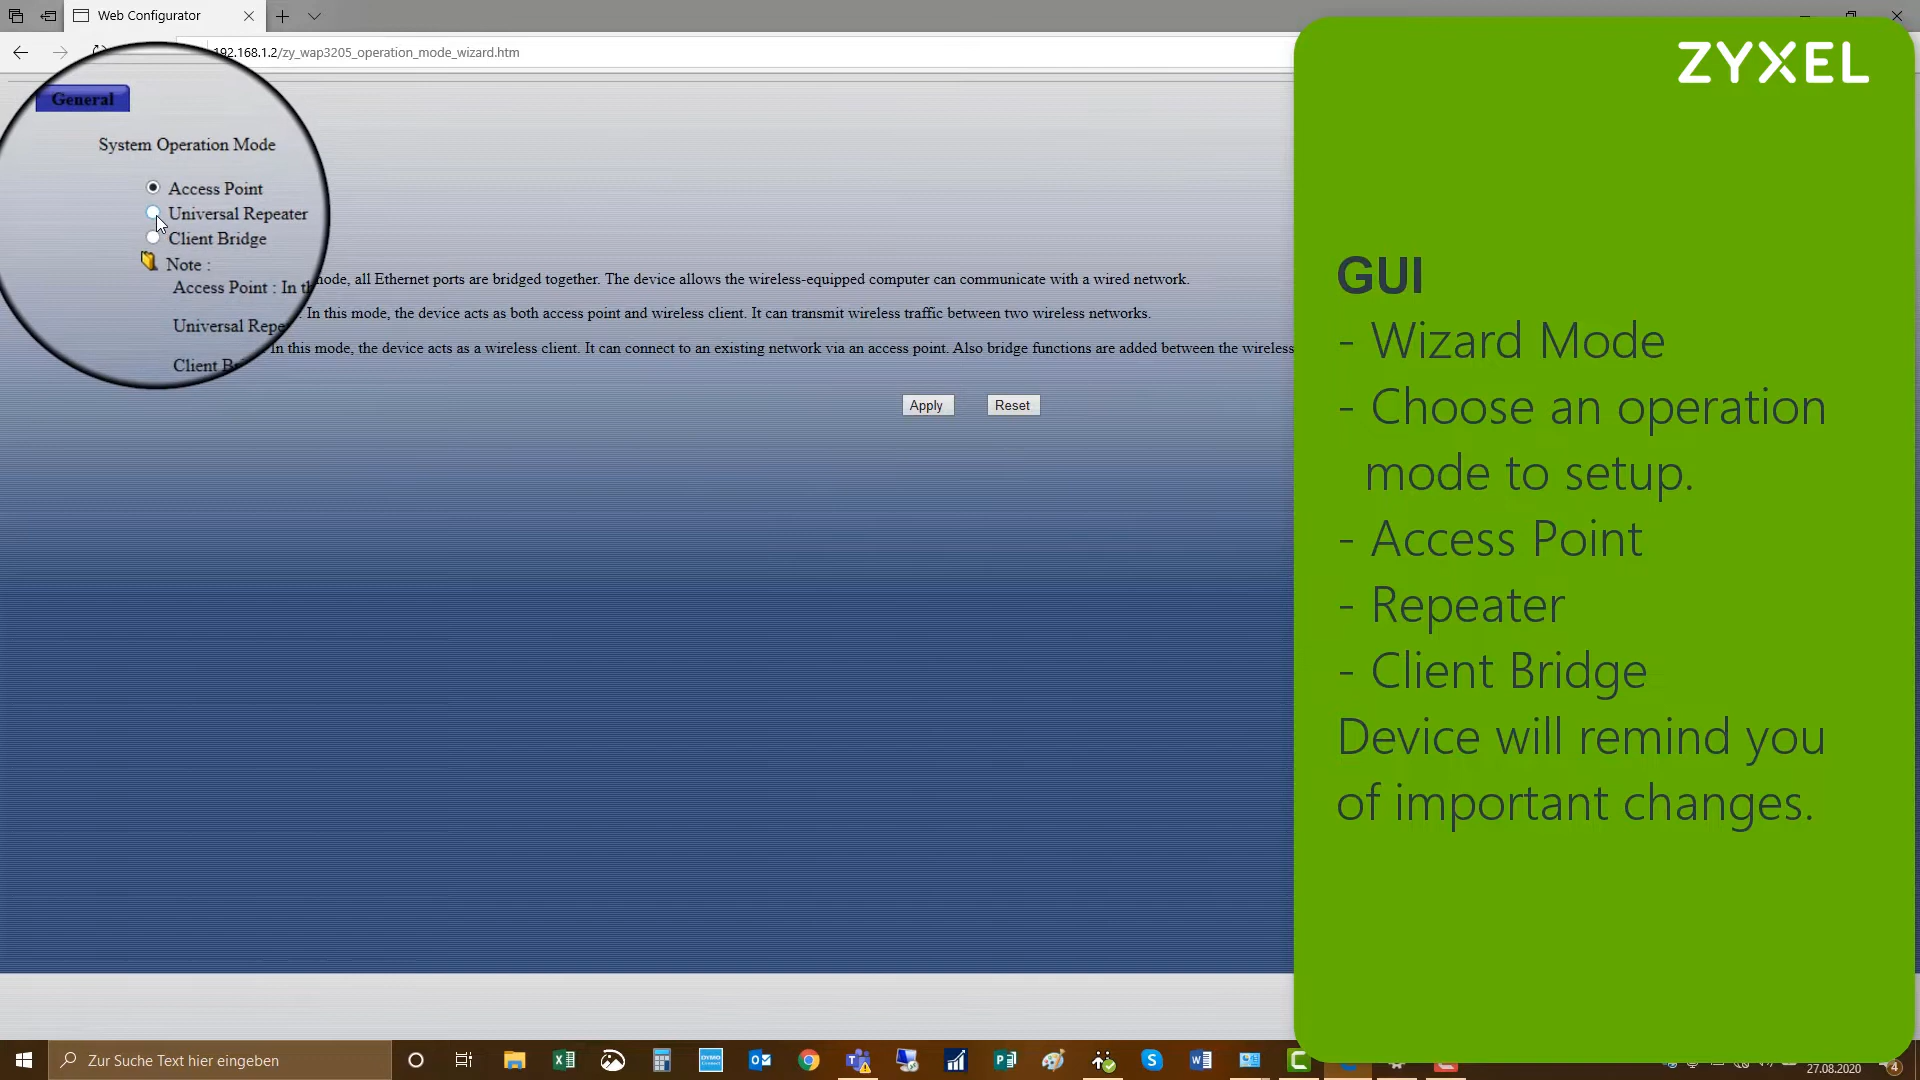 Web Configurator
192.168.1.2/zy_wap3205_operation_mode_wizard.htm
ZYXEL
General
System Operation Mode
Access Point
Universal Repeater
Client Bridge
Note :
Access Point : In th
mode, all Ethernet ports are bridged together. The device allows the wireless-equipped computer can communicate with a wired network.
Universal Repe
In this mode, the device acts as both access point and wireless client. It can transmit wireless traffic between two wireless networks.
Client B
In this mode, the device acts as a wireless client. It can connect to an existing network via an access point. Also bridge functions are added between the wireless
Apply
Reset
GUI
- Wizard Mode
- Choose an operation
mode to setup.
- Access Point
- Repeater
- Client Bridge
Device will remind you
of important changes.
Zur Suche Text hier eingeben
DYMO
27.08.2020
4